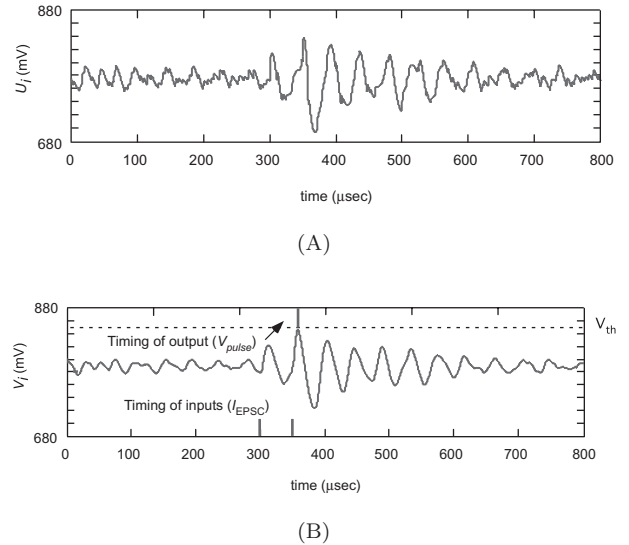 880
U_i (mV)
680
0 100 200 300 400 500 600 700 800
time (μsec)
(A)
880
V_th
Timing of output (V_pulse)
V_i (mV)
Timing of inputs (I_EPSC)
680
0 100 200 300 400 500 600 700 800
time (μsec)
(B)